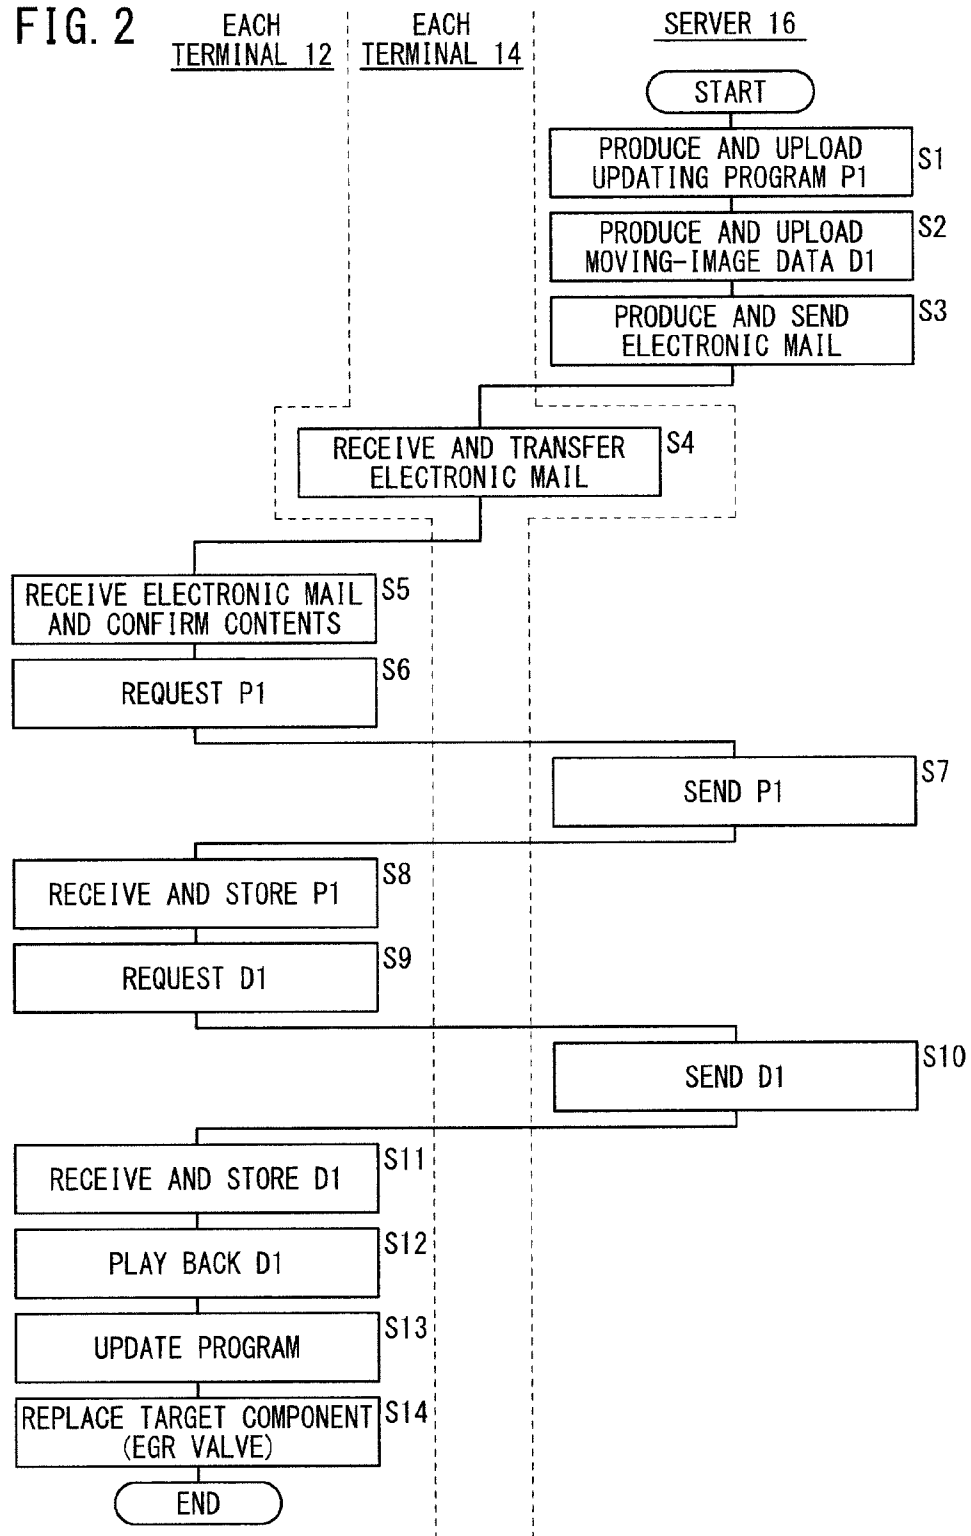 FIG. 2
EACH
TERMINAL 12
EACH
TERMINAL 14
SERVER 16
START
PRODUCE AND UPLOAD
UPDATING PROGRAM P1
S1
PRODUCE AND UPLOAD
MOVING-IMAGE DATA D1
S2
PRODUCE AND SEND
ELECTRONIC MAIL
S3
RECEIVE AND TRANSFER
ELECTRONIC MAIL
S4
RECEIVE ELECTRONIC MAIL
AND CONFIRM CONTENTS
S5
REQUEST P1
S6
SEND P1
S7
RECEIVE AND STORE P1
S8
REQUEST D1
S9
SEND D1
S10
RECEIVE AND STORE D1
S11
PLAY BACK D1
S12
UPDATE PROGRAM
S13
REPLACE TARGET COMPONENT
(EGR VALVE)
S14
END